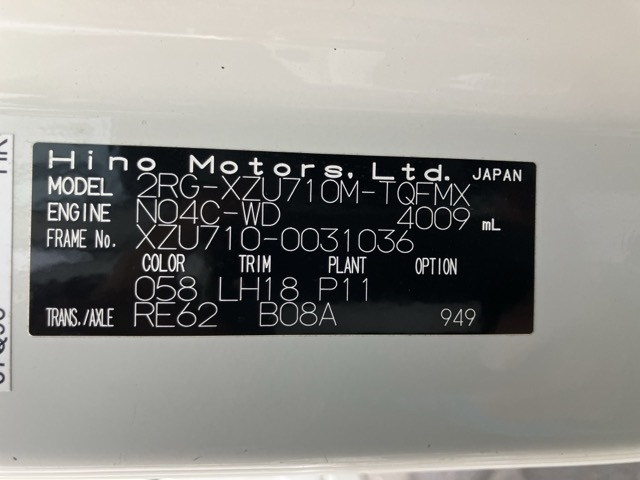 Hino Motors, Ltd. JAPAN
MODEL 2RG-XZU710M-TQFMX
ENGINE N04C-WD 4009 mL
FRAME No. XZU710-0031036
COLOR TRIM PLANT OPTION
058 LH18 P11
TRANS./AXLE RE62 B08A 949